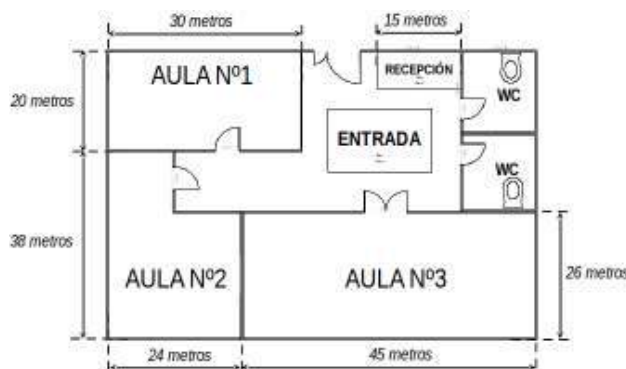 30 metros
15 metros
AULA Nº1
RECEPCIÓN
20 metros
WC
ENTRADA
WC
38 metros
AULA Nº2
AULA Nº3
26 metros
24 metros
45 metros